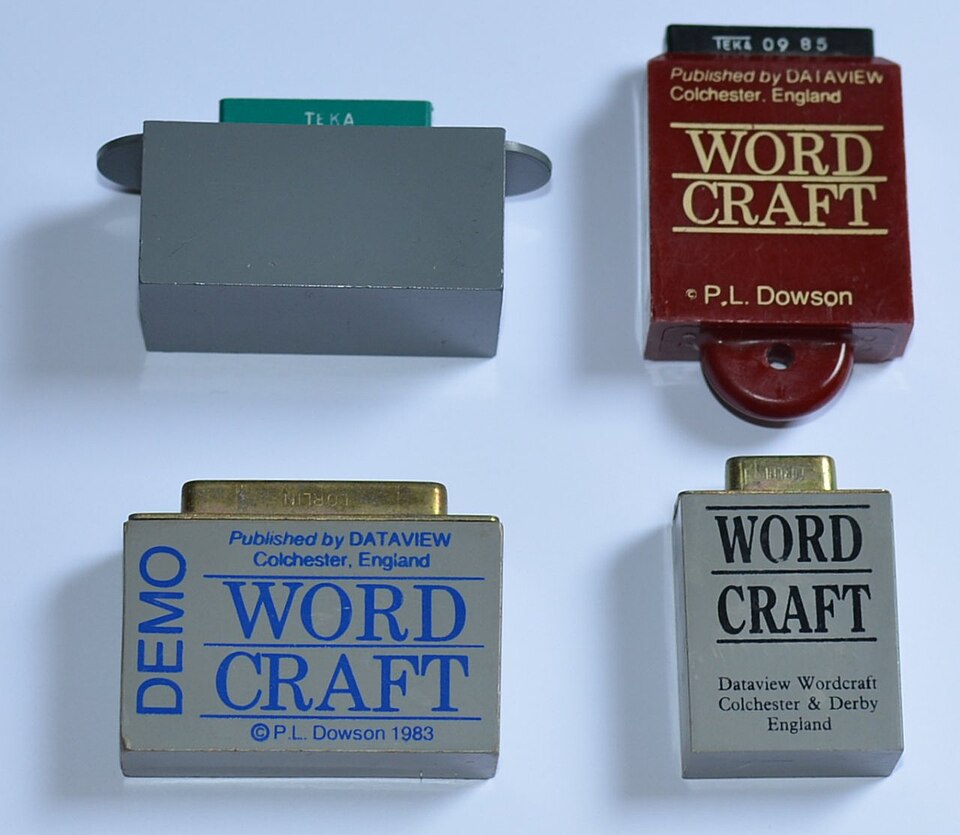 TEKA
TEKA 09 85
Published by DATAVIEW
Colchester. England
WORD
CRAFT
© P.L. Dowson
CORLIN
DEMO
Published by DATAVIEW
Colchester, England
WORD
CRAFT
© P.L. Dowson 1983
WORD
CRAFT
Dataview Wordcraft
Colchester & Derby
England